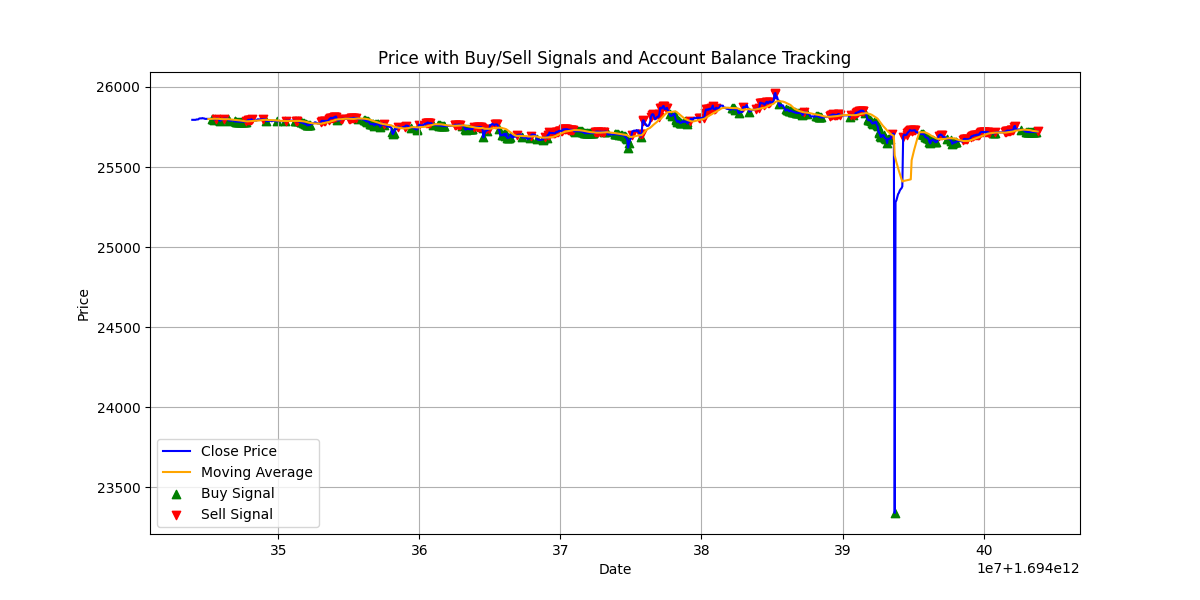 Price with Buy/Sell Signals and Account Balance Tracking
26000
25500
25000
24500
24000
23500
Price
Close Price
Moving Average
Buy Signal
Sell Signal
35 36 37 38 39 40
Date
1e7+1.694e12